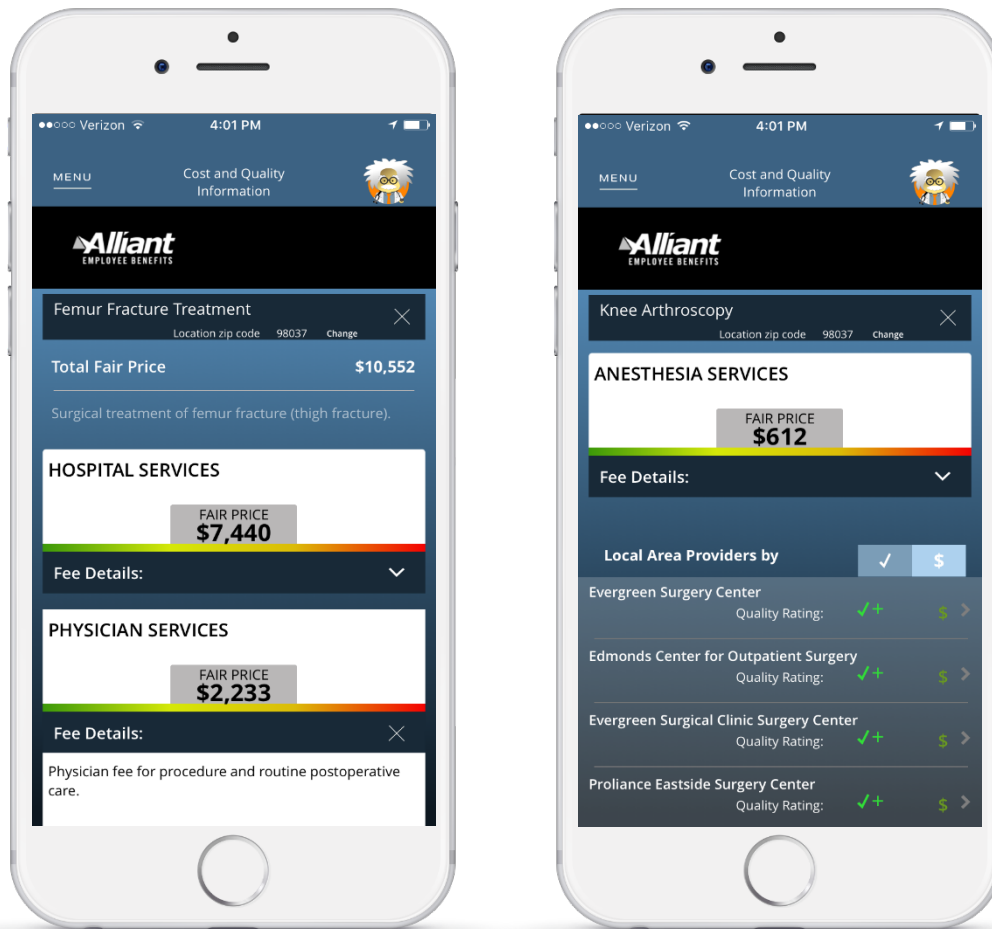 Verizon 4:01 PM
MENU
Cost and Quality
Information
Alliant
EMPLOYEE BENEFITS
Femur Fracture Treatment
Location zip code 98037 Change
Total Fair Price $10,552
Surgical treatment of femur fracture (thigh fracture).
HOSPITAL SERVICES
FAIR PRICE
$7,440
Fee Details:
PHYSICIAN SERVICES
FAIR PRICE
$2,233
Fee Details:
Physician fee for procedure and routine postoperative
care.
Verizon 4:01 PM
MENU
Cost and Quality
Information
Alliant
EMPLOYEE BENEFITS
Knee Arthroscopy
Location zip code 98037 Change
ANESTHESIA SERVICES
FAIR PRICE
$612
Fee Details:
Local Area Providers by ✓ $
Evergreen Surgery Center
Quality Rating: ✓+ $
Edmonds Center for Outpatient Surgery
Quality Rating: ✓+ $
Evergreen Surgical Clinic Surgery Center
Quality Rating: ✓+ $
Proliance Eastside Surgery Center
Quality Rating: ✓+ $